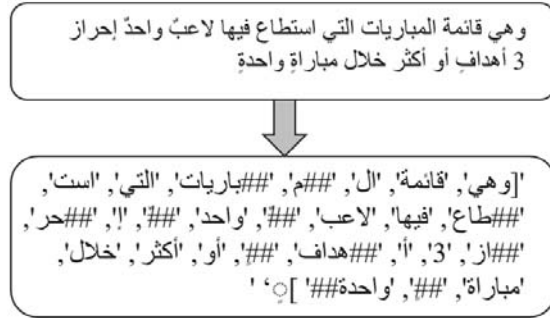 وهي قائمة المباريات التي استطاع فيها لاعبٌ واحدٌ إحراز
3 أهدافٍ أو أكثر خلال مباراةٍ واحدةٍ
'[وهي', 'قائمة', 'ال', '##م', '##باريات', 'التي', 'است',
'##طاع', 'فيها', 'لاعب', '##ٌ', 'واحد', '##ٌ', 'إ', '##حر',
'##از', '3', 'أ', '##هداف', '##ٍ', 'أو', 'أكثر', 'خلال',
'مباراة', '##ٍ', 'واحدة##' ]ٍ‘ '